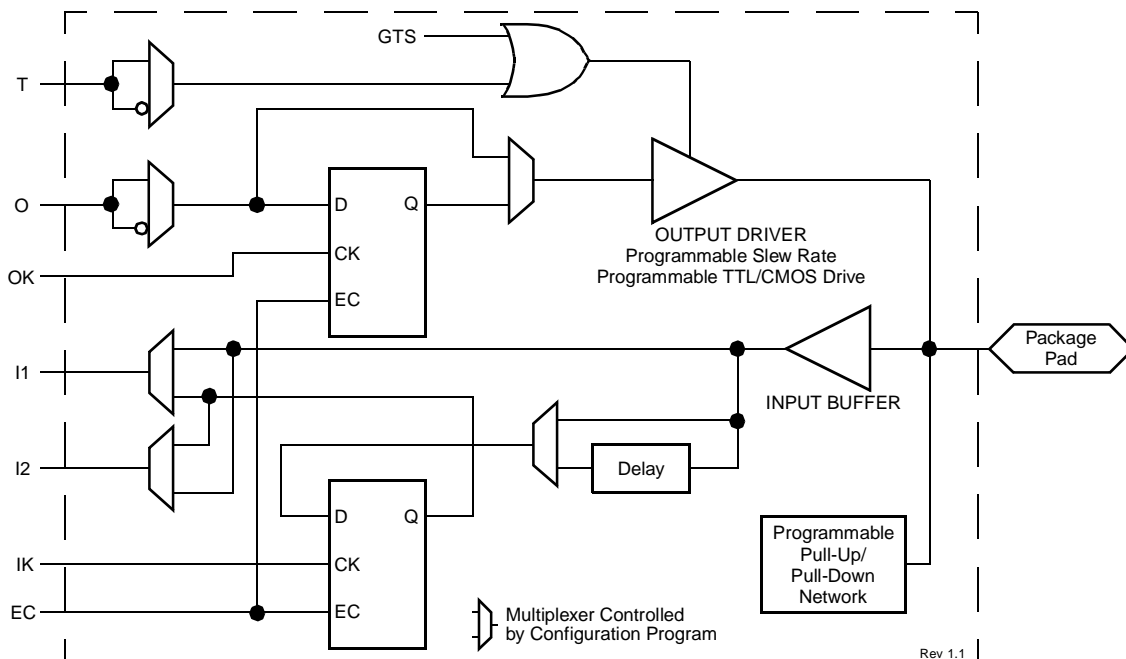 GTS
T
O
D
Q
CK
EC
OK
OUTPUT DRIVER
Programmable Slew Rate
Programmable TTL/CMOS Drive
I1
Package
Pad
INPUT BUFFER
I2
Delay
D
Q
CK
EC
IK
EC
Programmable
Pull-Up/
Pull-Down
Network
Multiplexer Controlled
by Configuration Program
Rev 1.1